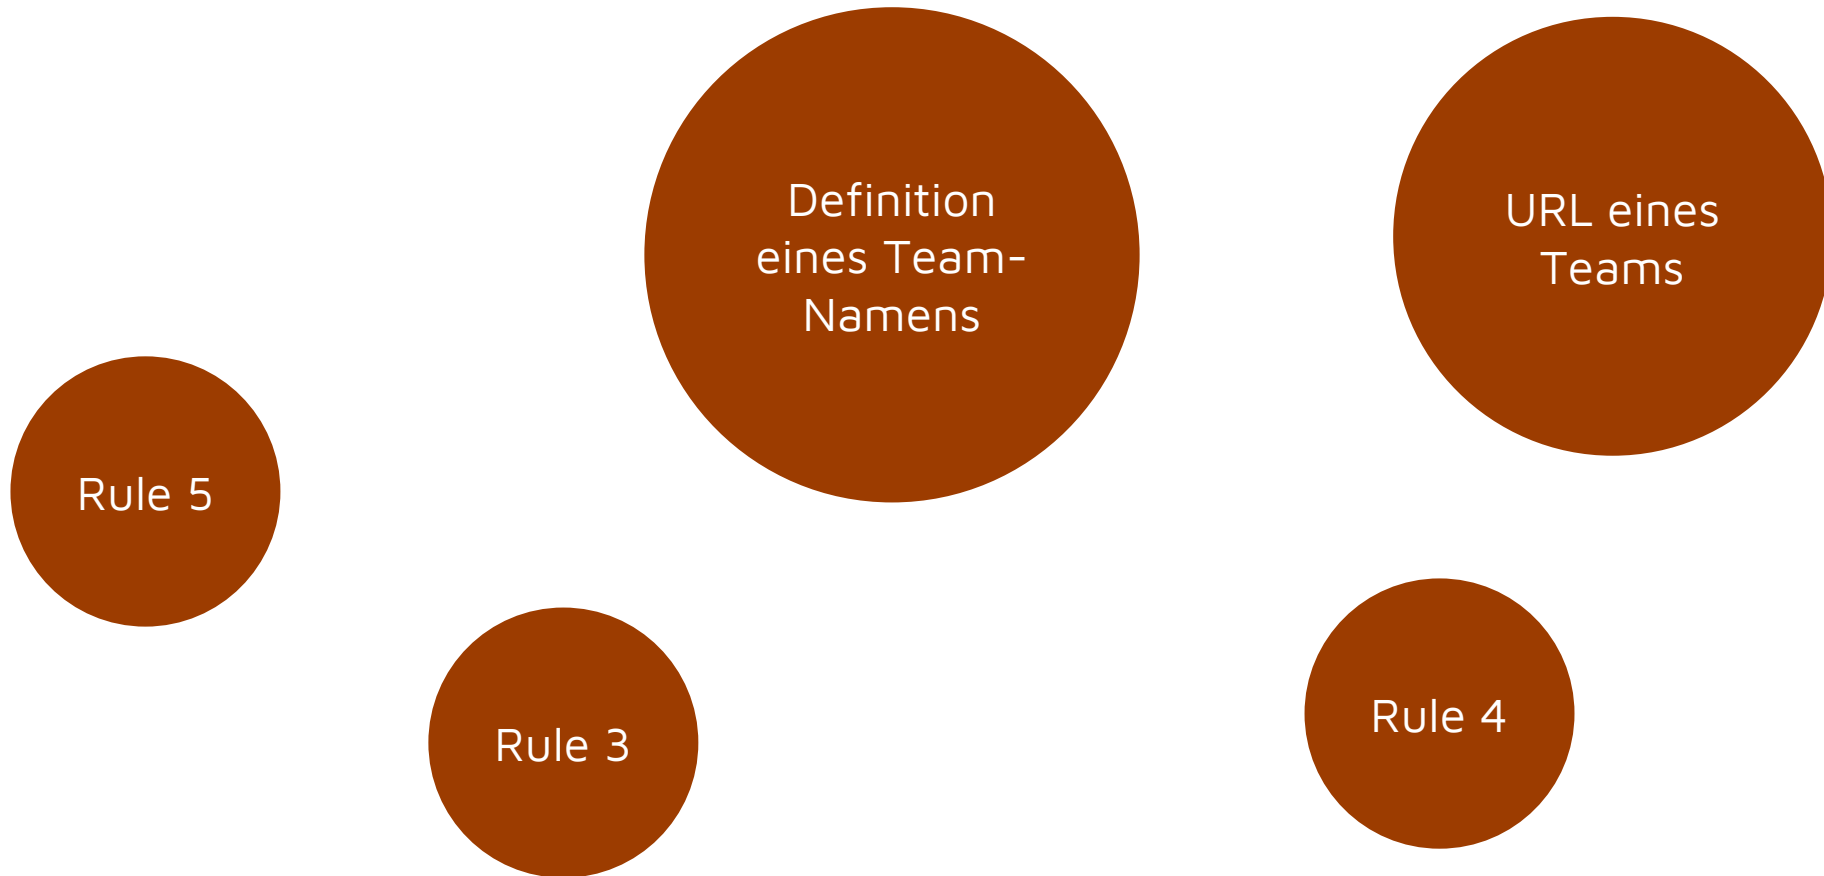 Definition
eines Team-
Namens
URL eines
Teams
Rule 5
Rule 3
Rule 4